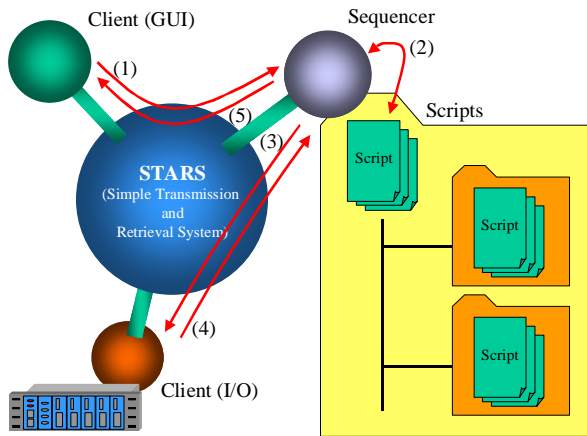 Client (GUI)
Sequencer
(1)
(2)
(5)
(3)
Scripts
Script
STARS
(Simple Transmission
and
Retrieval System)
Script
(4)
Script
Client (I/O)